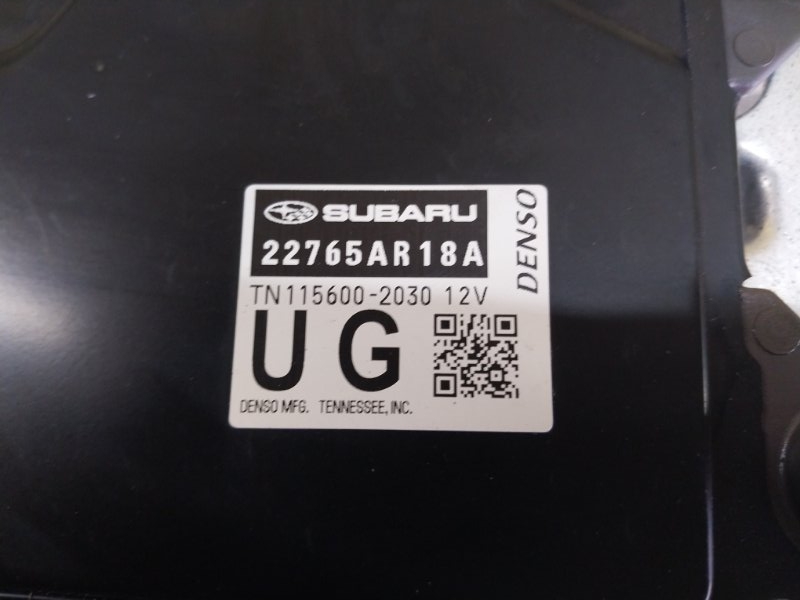 SUBARU
22765AR18A
TN115600-2030 12V
UG
DENSO MFG. TENNESSEE, INC.
DENSO